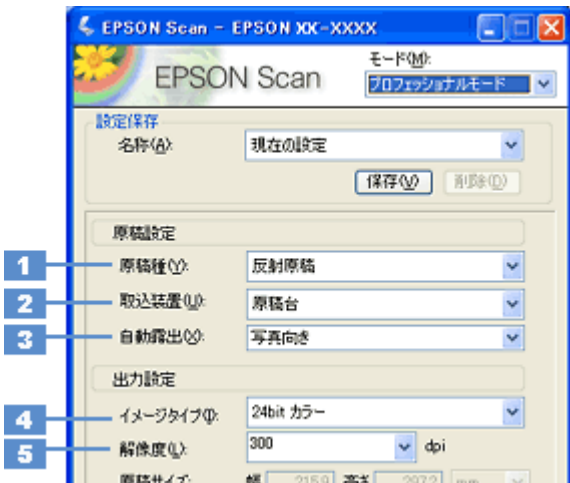 EPSON Scan - EPSON XX-XXXX
EPSON Scan
モード(M):
プロフェッショナルモード
設定保存
名称(A):
現在の設定
保存(V)
削除(D)
原稿設定
1 原稿種(Y): 反射原稿
2 取込装置(U): 原稿台
3 自動露出(X): 写真向き
出力設定
4 イメージタイプ(I): 24bit カラー
5 解像度(L): 300 dpi
原稿サイズ: 幅 215.9 高さ 297.2 mm